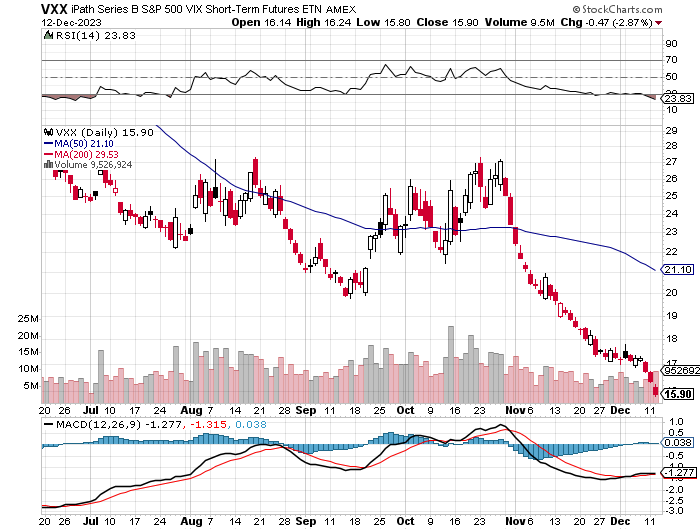 VXX iPath Series B S&P 500 VIX Short-Term Futures ETN AMEX
© StockCharts.com
12-Dec-2023
Open 16.14 High 16.24 Low 15.80 Close 15.90 Volume 9.5M Chg -0.47 (-2.87%)
RSI(14) 23.83
90
70
50
30
23.83
10
VXX (Daily) 15.90
MA(50) 21.10
MA(200) 29.53
Volume 9,526,924
29
28
27
26
25
24
23
22
21.10
20
19
18
17
9526924
15.90
25M
20M
15M
10M
5M
20 26 Jul 10 17 24 Aug 7 14 21 28 Sep 11 18 25 Oct 9 16 23 Nov 6 13 20 27 Dec 11
MACD(12,26,9) -1.277, -1.315, 0.038
1.0
0.5
0.038
-0.5
-1.277
-2.0
-2.5
-3.0
20 26 Jul 10 17 24 Aug 7 14 21 28 Sep 11 18 25 Oct 9 16 23 Nov 6 13 20 27 Dec 11